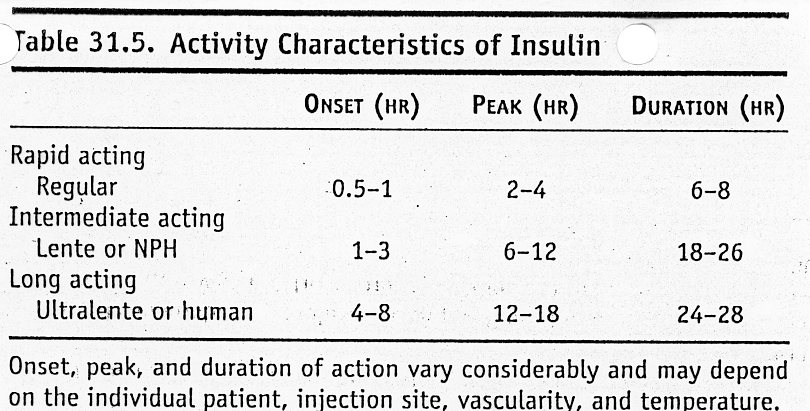 Table 31.5. Activity Characteristics of Insulin
ONSET (HR) PEAK (HR) DURATION (HR)
Rapid acting
Regular 0.5–1 2–4 6–8
Intermediate acting
Lente or NPH 1–3 6–12 18–26
Long acting
Ultralente or human 4–8 12–18 24–28
Onset, peak, and duration of action vary considerably and may depend
on the individual patient, injection site, vascularity, and temperature.